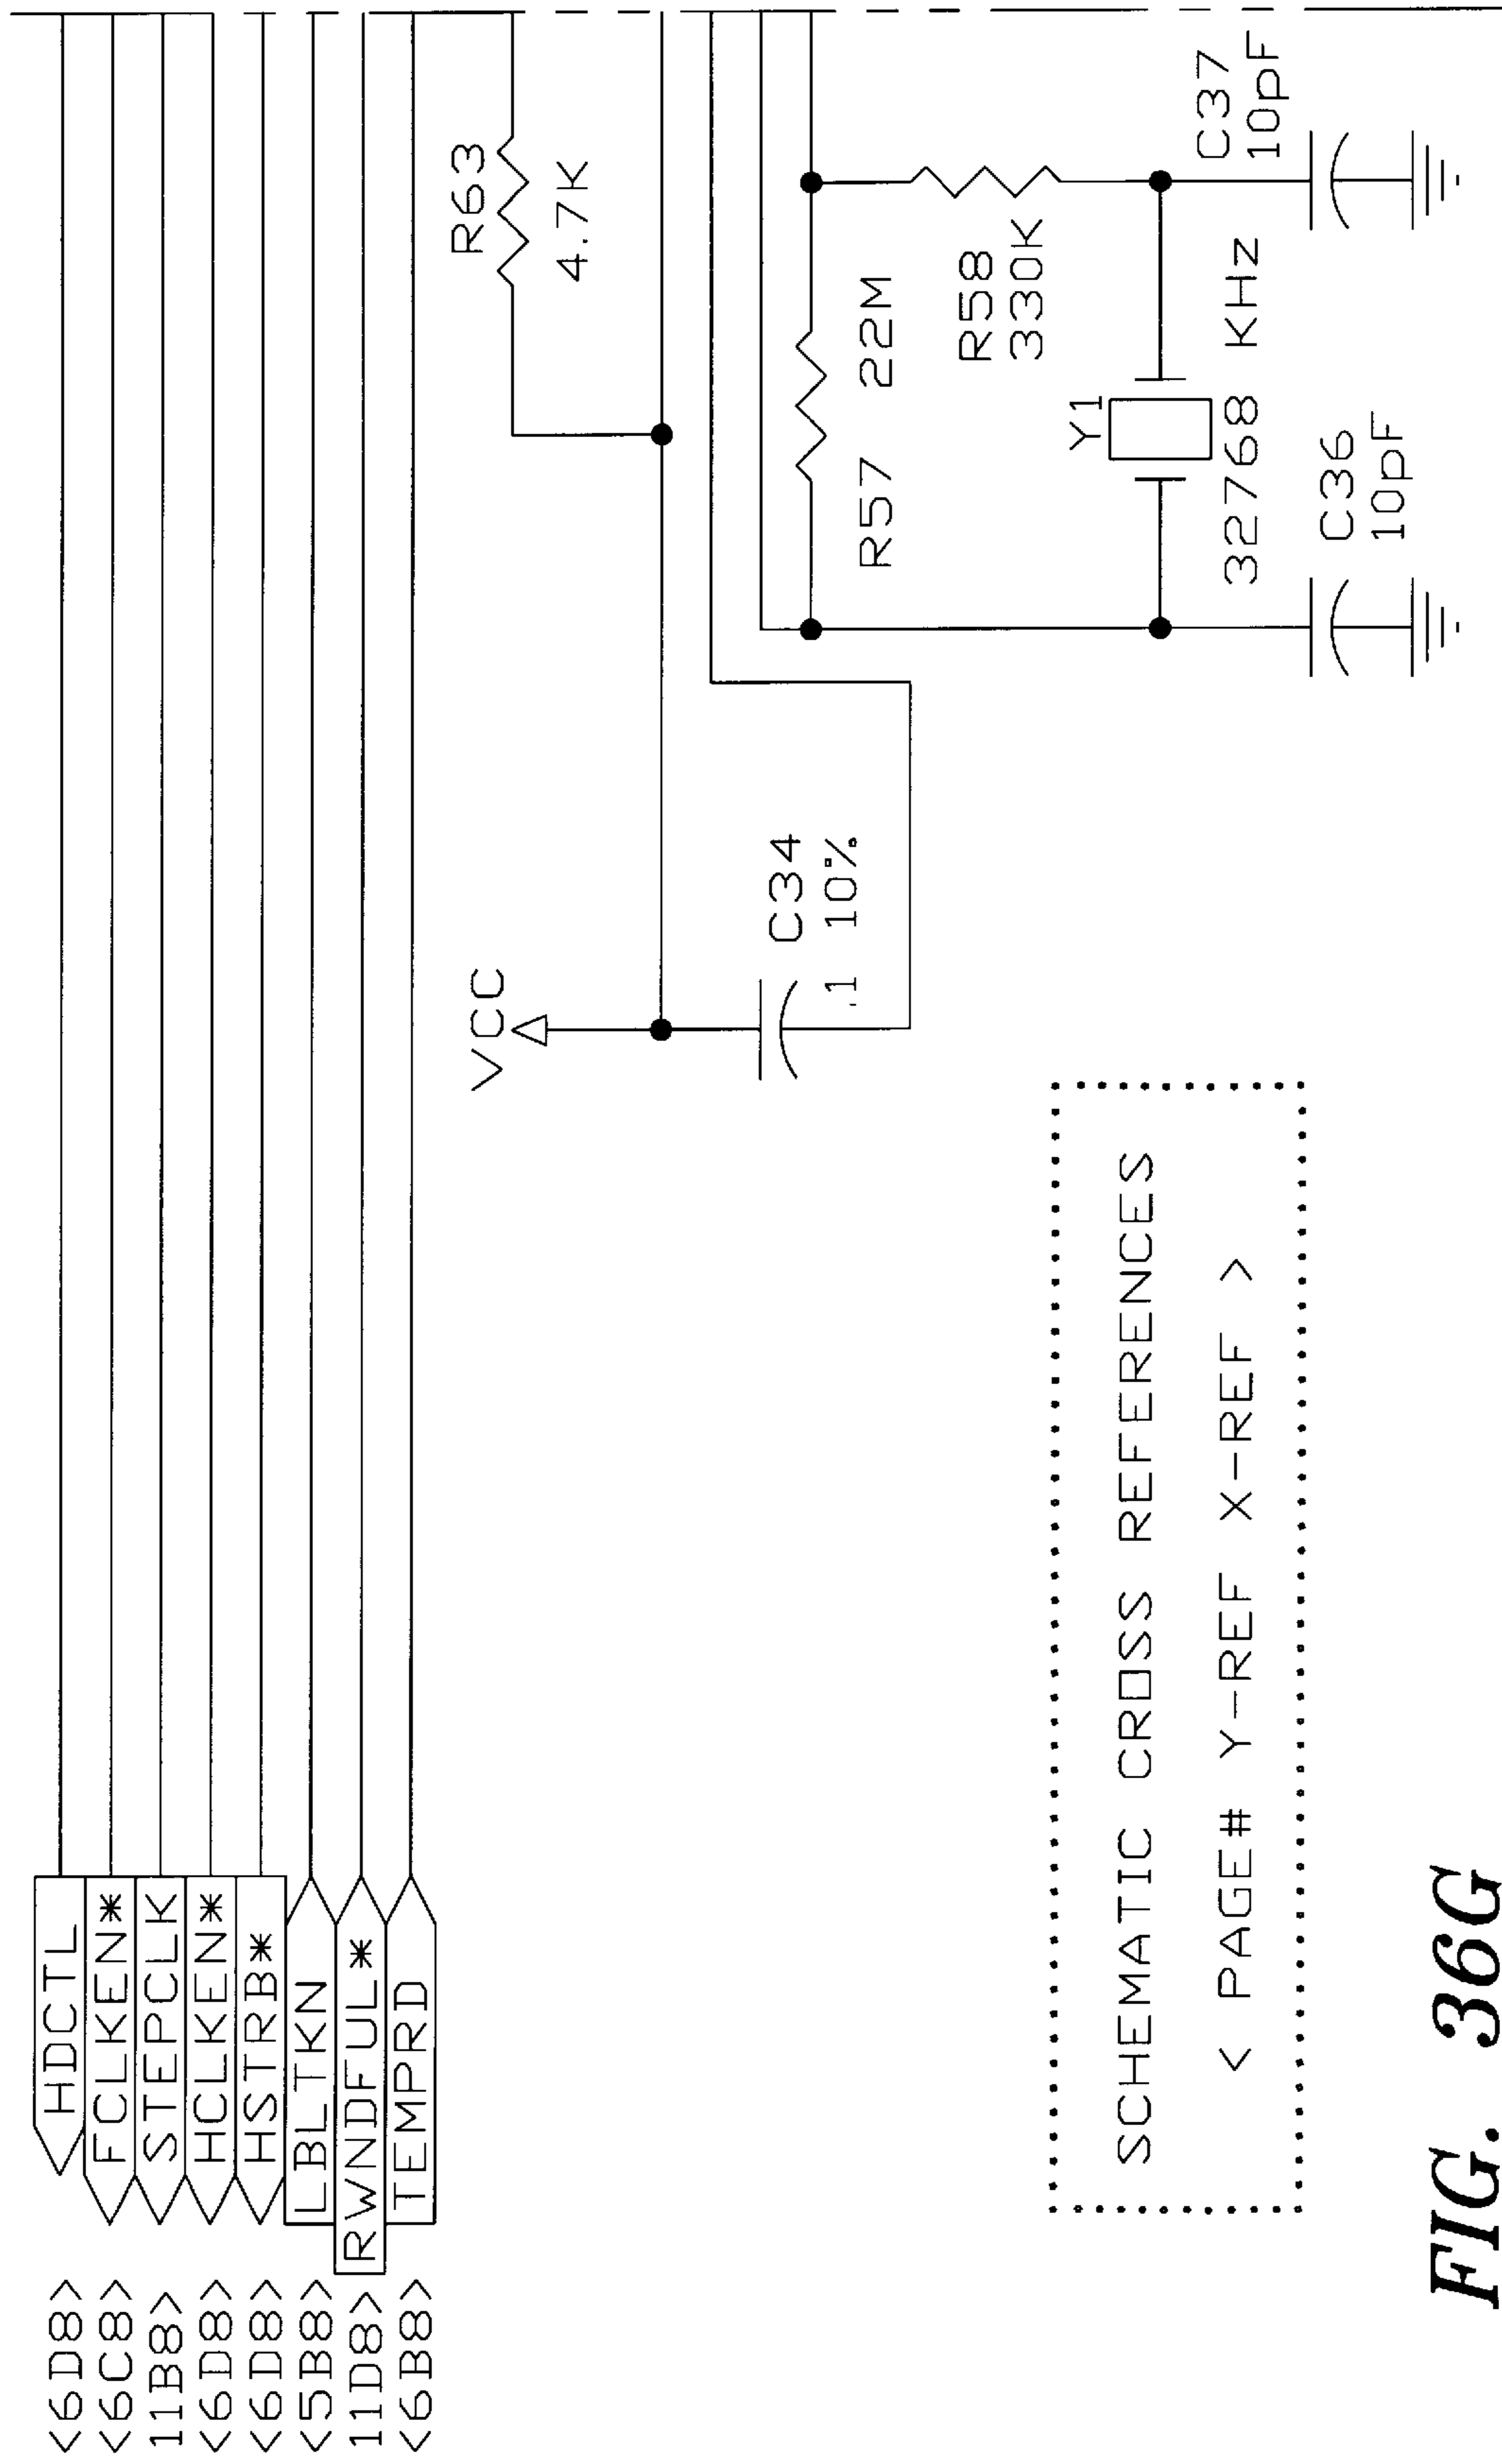 <6D8> HDCTL
<6C8> FCLKEN*
11B8> STEPCLK
<6D8> HCLKEN*
<6D8> HSTRB*
<5B8> LBLTKN
11D8> RWNDFUL*
<6B8> TEMPRD
VCC
R63
4.7K
C34
.1 10%
R57 22M
R58
330K
Y1
32768 KHz
C36
10pF
C37
10pF
SCHEMATIC CROSS REFERENCES
< PAGE# Y-REF X-REF >
FIG. 36G